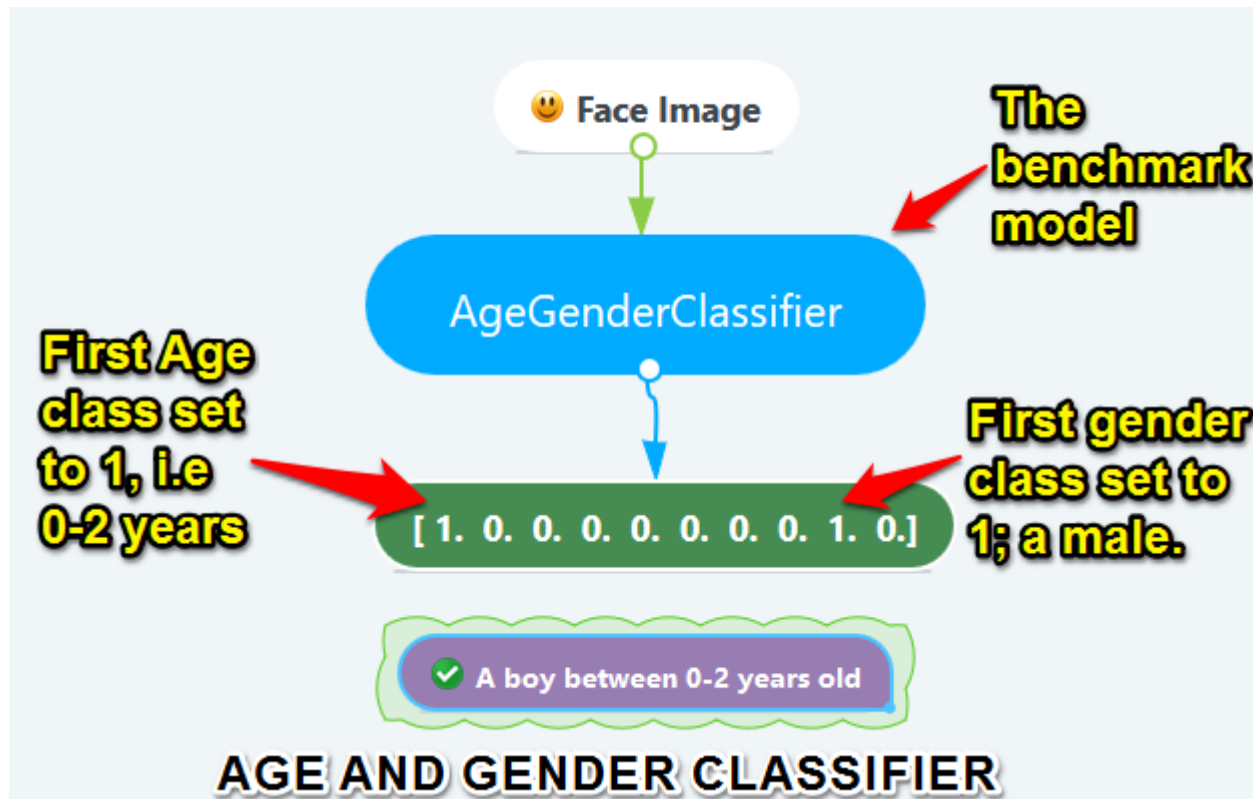 Face Image
The
benchmark
model
AgeGenderClassifier
First Age
class set
to 1, i.e
0-2 years
First gender
class set to
1; a male.
[ 1. 0. 0. 0. 0. 0. 0. 0. 1. 0.]
A boy between 0-2 years old
AGE AND GENDER CLASSIFIER